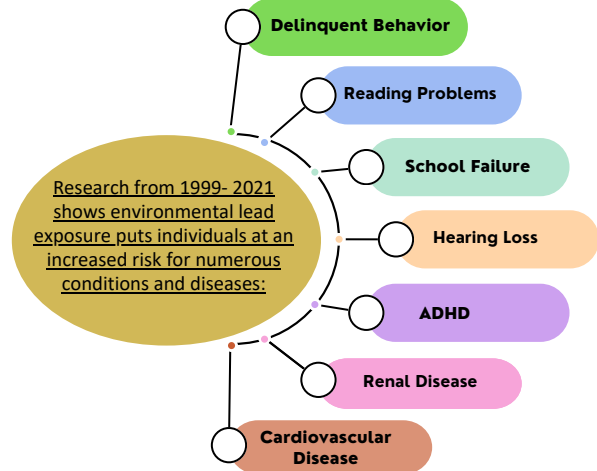 Delinquent Behavior
Reading Problems
School Failure
Research from 1999- 2021
shows environmental lead
exposure puts individuals at an
increased risk for numerous
conditions and diseases:
Hearing Loss
ADHD
Renal Disease
Cardiovascular
Disease